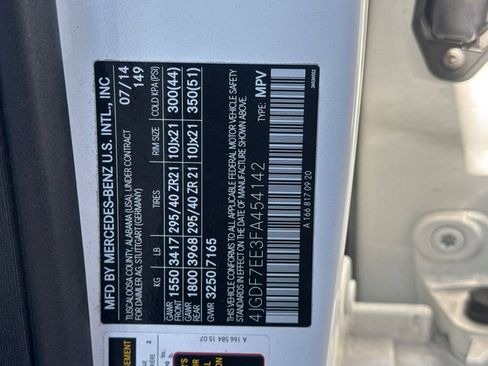 MFD BY MERCEDES-BENZ U.S. INTL., INC
TUSCALOOSA COUNTY, ALABAMA (USA) UNDER CONTRACT
FOR DAIMLER AG, STUTTGART (GERMANY)
07/14
149
KG LB TIRES RIM SIZE COLD KPA (PSI)
GAWR FRONT 1550 3417 295/40 ZR21 10Jx21 300(44)
GAWR REAR 1800 3968 295/40 ZR 21 10Jx21 350(51)
GVWR 3250 7165
THIS VEHICLE CONFORMS TO ALL APPLICABLE FEDERAL MOTOR VEHICLE SAFETY
STANDARDS IN EFFECT ON THE DATE OF MANUFACTURE SHOWN ABOVE.
4JGDF7EE3FA454142
MPV
A 166 817 09 20
A 166 584 15 07